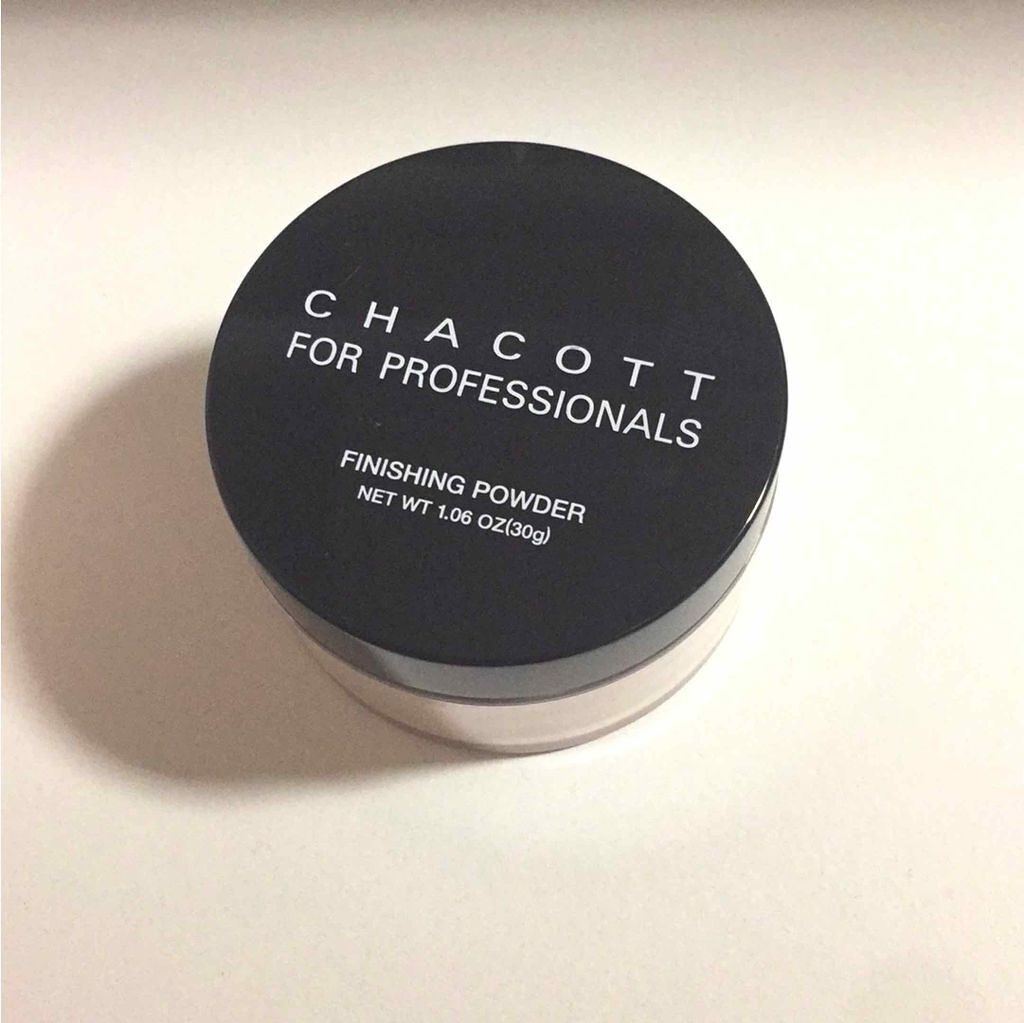 CHACOTT
FOR PROFESSIONALS
FINISHING POWDER
NET WT 1.06 OZ(30g)